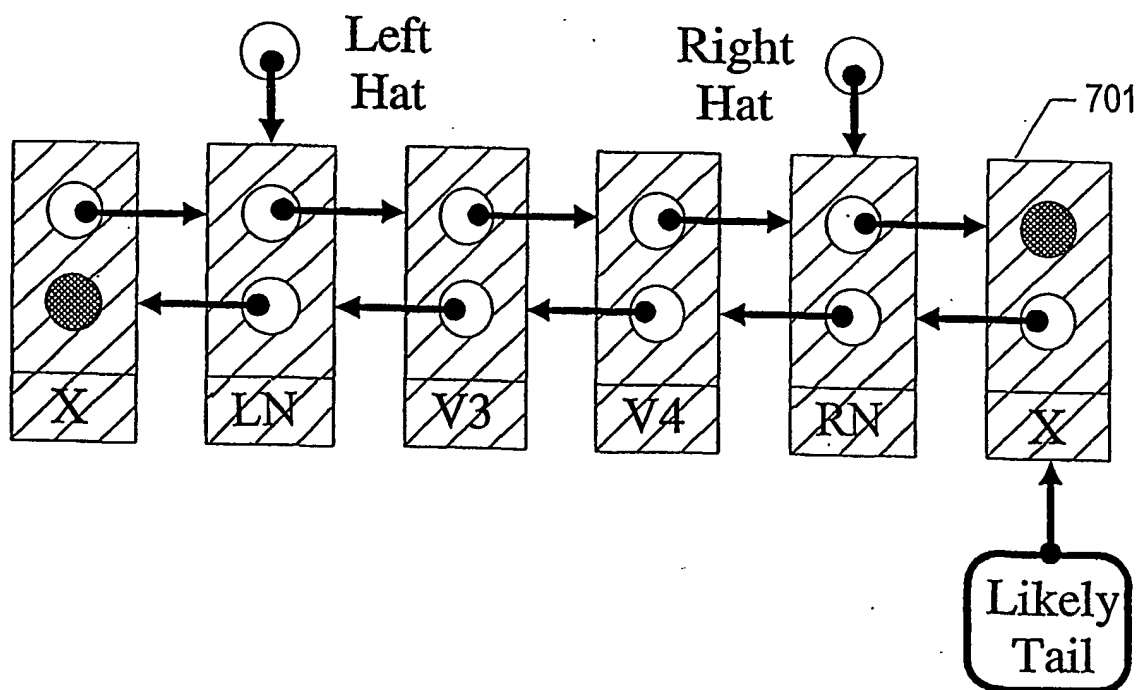 Left
Hat
Right
Hat
701
X LN V3 V4 RN X
Likely
Tail